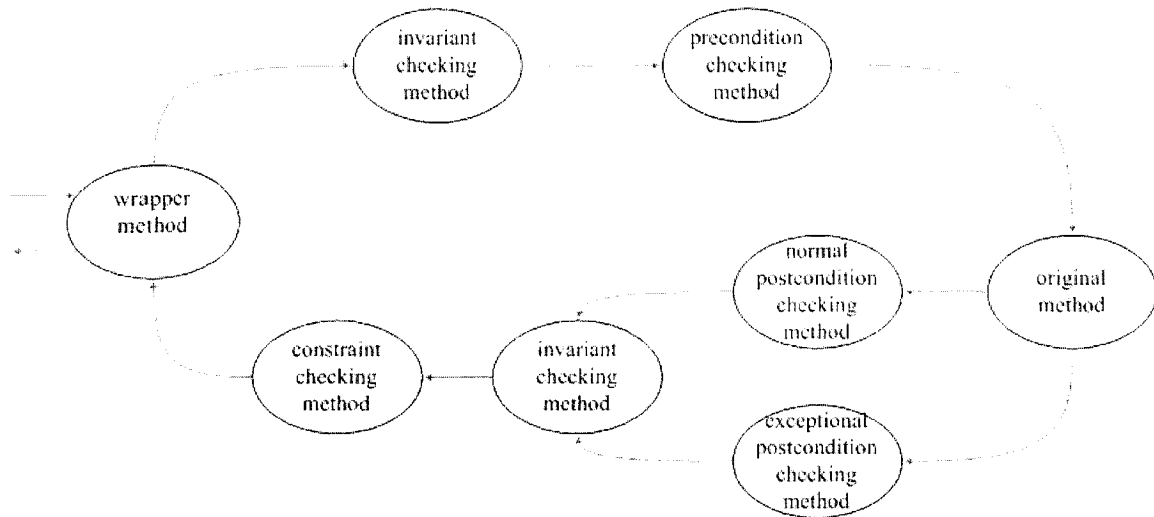 invariant
checking
method
precondition
checking
method
wrapper
method
normal
postcondition
checking
method
original
method
constraint
checking
method
invariant
checking
method
exceptional
postcondition
checking
method